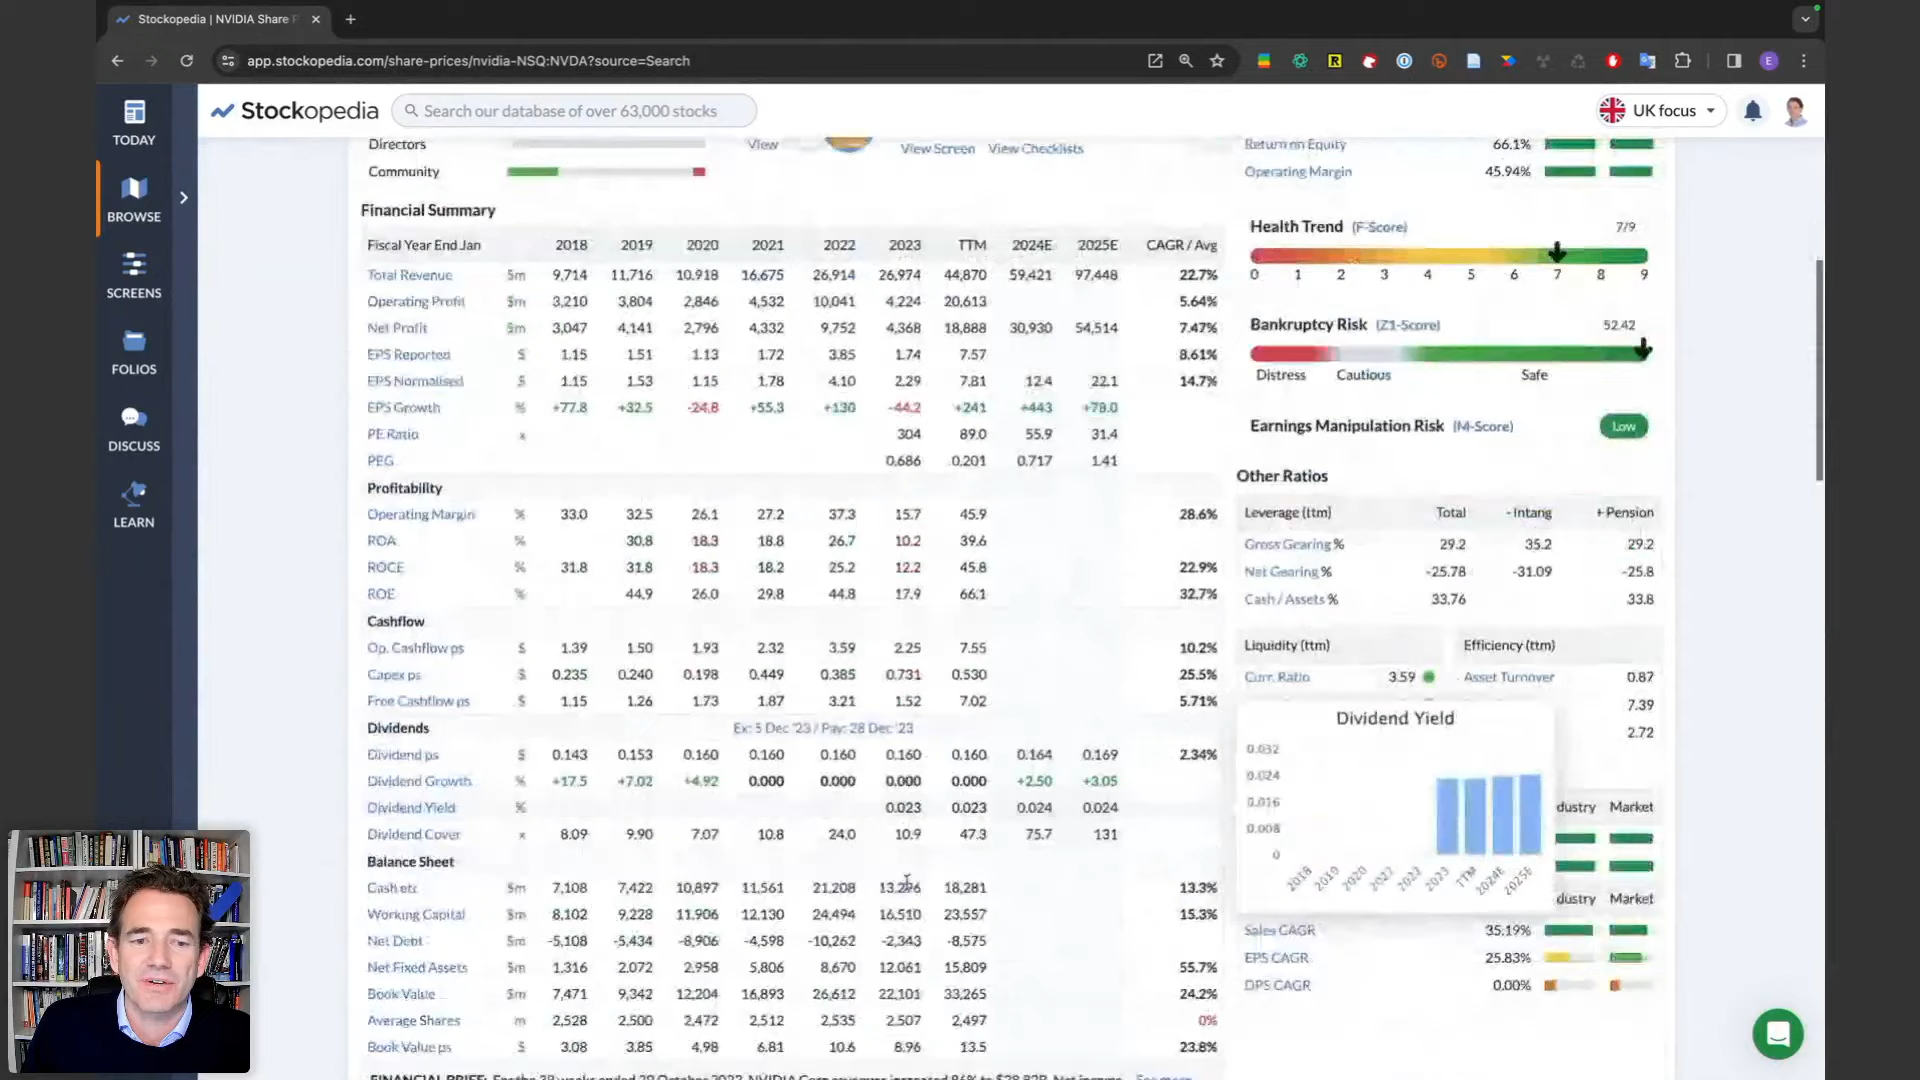 Stockopedia | NVIDIA Share P
app.stockopedia.com/share-prices/nvidia-NSQ:NVDA?source=Search
E
Stockopedia
Search our database of over 63,000 stocks
UK focus
TODAY
BROWSE
SCREENS
FOLIOS
DISCUSS
LEARN
Directors View View Screen View Checklists
Community
Financial Summary
Fiscal Year End Jan 2018 2019 2020 2021 2022 2023 TTM 2024E 2025E CAGR / Avg
Total Revenue $m 9,714 11,716 10,918 16,675 26,914 26,974 44,870 59,421 97,448 22.7%
Operating Profit $m 3,210 3,804 2,846 4,532 10,041 4,224 20,613 5.64%
Net Profit $m 3,047 4,141 2,796 4,332 9,752 4,368 18,888 30,930 54,514 7.47%
EPS Reported $ 1.15 1.51 1.13 1.72 3.85 1.74 7.57 8.61%
EPS Normalised $ 1.15 1.53 1.15 1.78 4.10 2.29 7.81 12.4 22.1 14.7%
EPS Growth % +77.8 +32.5 -24.8 +55.3 +130 -44.2 +241 +443 +78.0
PE Ratio x 304 89.0 55.9 31.4
PEG 0.686 0.201 0.717 1.41
Profitability
Operating Margin % 33.0 32.5 26.1 27.2 37.3 15.7 45.9 28.6%
ROA % 30.8 18.3 18.8 26.7 10.2 39.6
ROCE % 31.8 31.8 18.3 18.2 25.2 12.2 45.8 22.9%
ROE % 44.9 26.0 29.8 44.8 17.9 66.1 32.7%
Cashflow
Op. Cashflow ps $ 1.39 1.50 1.93 2.32 3.59 2.25 7.55 10.2%
Capex ps $ 0.235 0.240 0.198 0.449 0.385 0.731 0.530 25.5%
Free Cashflow ps $ 1.15 1.26 1.73 1.87 3.21 1.52 7.02 5.71%
Dividends Ex: 5 Dec '23 / Pay: 28 Dec '23
Dividend ps $ 0.143 0.153 0.160 0.160 0.160 0.160 0.160 0.164 0.169 2.34%
Dividend Growth % +17.5 +7.02 +4.92 0.000 0.000 0.000 0.000 +2.50 +3.05
Dividend Yield % 0.023 0.023 0.024 0.024
Dividend Cover x 8.09 9.90 7.07 10.8 24.0 10.9 47.3 75.7 131
Balance Sheet
Cash etc $m 7,108 7,422 10,897 11,561 21,208 13,296 18,281 13.3%
Working Capital $m 8,102 9,228 11,906 12,130 24,494 16,510 23,557 15.3%
Net Debt $m -5,108 -5,434 -8,906 -4,598 -10,262 -2,343 -8,575
Net Fixed Assets $m 1,316 2,072 2,958 5,806 8,670 12,061 15,809 55.7%
Book Value $m 7,471 9,342 12,204 16,893 26,612 22,101 33,265 24.2%
Average Shares m 2,528 2,500 2,472 2,512 2,535 2,507 2,497 0%
Book Value ps $ 3.08 3.85 4.98 6.81 10.6 8.96 13.5 23.8%
Return on Equity 66.1%
Operating Margin 45.94%
Health Trend (F-Score) 7/9
0 1 2 3 4 5 6 7 8 9
Bankruptcy Risk (Z1-Score) 52.42
Distress Cautious Safe
Earnings Manipulation Risk (M-Score) Low
Other Ratios
Leverage (ttm) Total - Intang + Pension
Gross Gearing % 29.2 35.2 29.2
Net Gearing % -25.78 -31.09 -25.8
Cash / Assets % 33.76 33.8
Liquidity (ttm) Efficiency (ttm)
Curr. Ratio 3.59 Asset Turnover 0.87
7.39
2.72
Dividend Yield
0.032
0.024
0.016
0.008
0
2018 2019 2020 2021 2022 2023 TTM 2024E 2025E
dustry Market
dustry Market
Sales CAGR 35.19%
EPS CAGR 25.83%
DPS CAGR 0.00%